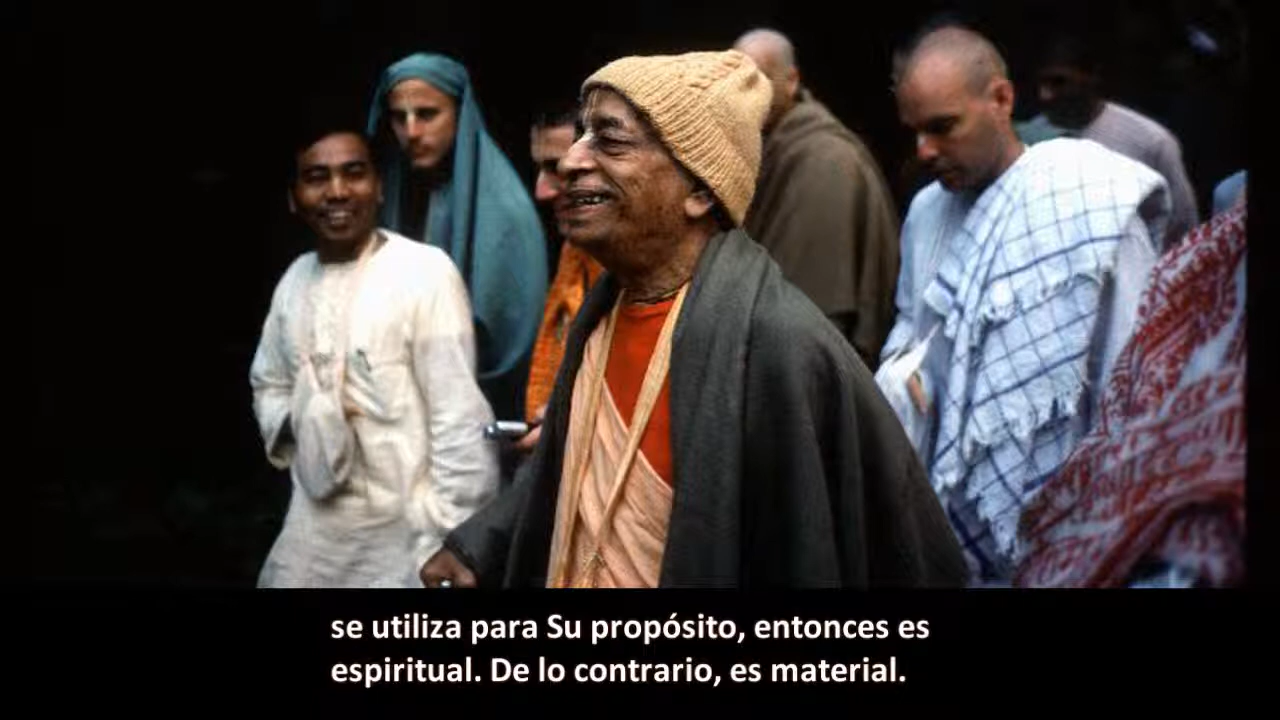 se utiliza para Su propósito, entonces es
espiritual. De lo contrario, es material.